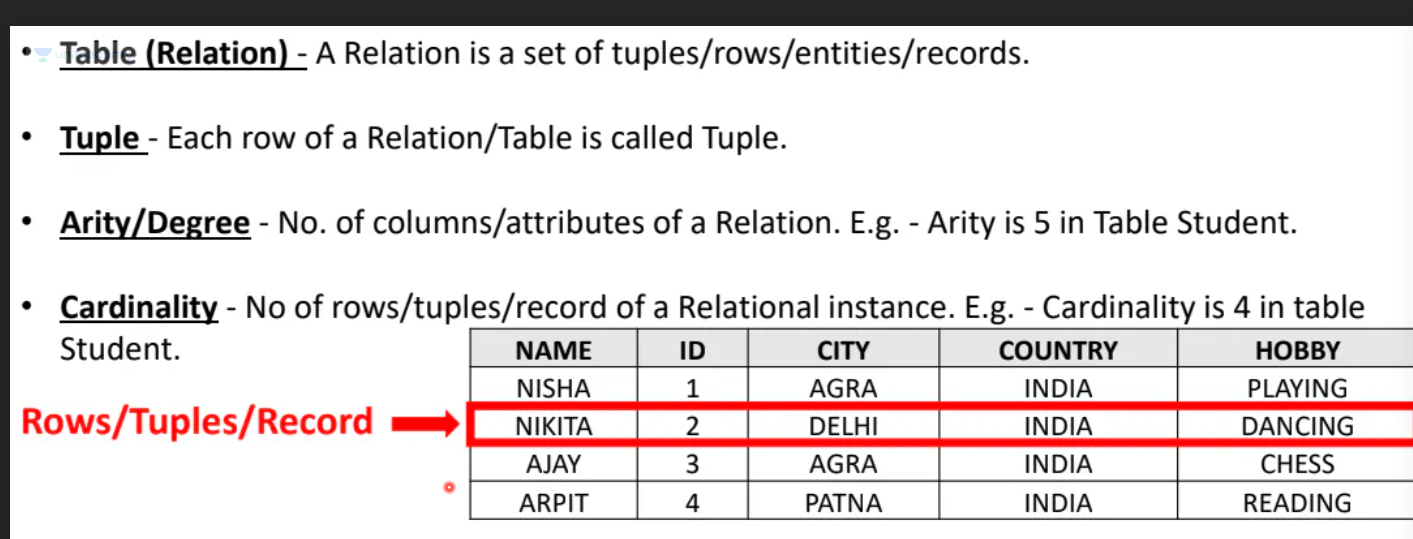 • Table (Relation) - A Relation is a set of tuples/rows/entities/records.
• Tuple - Each row of a Relation/Table is called Tuple.
• Arity/Degree - No. of columns/attributes of a Relation. E.g. - Arity is 5 in Table Student.
• Cardinality - No of rows/tuples/record of a Relational instance. E.g. - Cardinality is 4 in table
Student.
NAME ID CITY COUNTRY HOBBY
NISHA 1 AGRA INDIA PLAYING
Rows/Tuples/Record
NIKITA 2 DELHI INDIA DANCING
AJAY 3 AGRA INDIA CHESS
ARPIT 4 PATNA INDIA READING